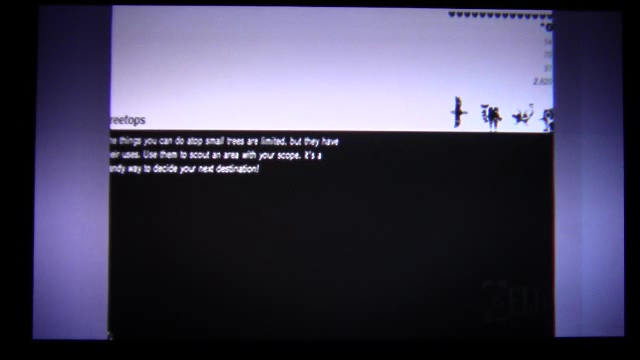 reetops
e things you can do atop small trees are limited, but they have
eir uses. Use them to scout an area with your scope. It's a
andy way to decide your next destination!
ZELD